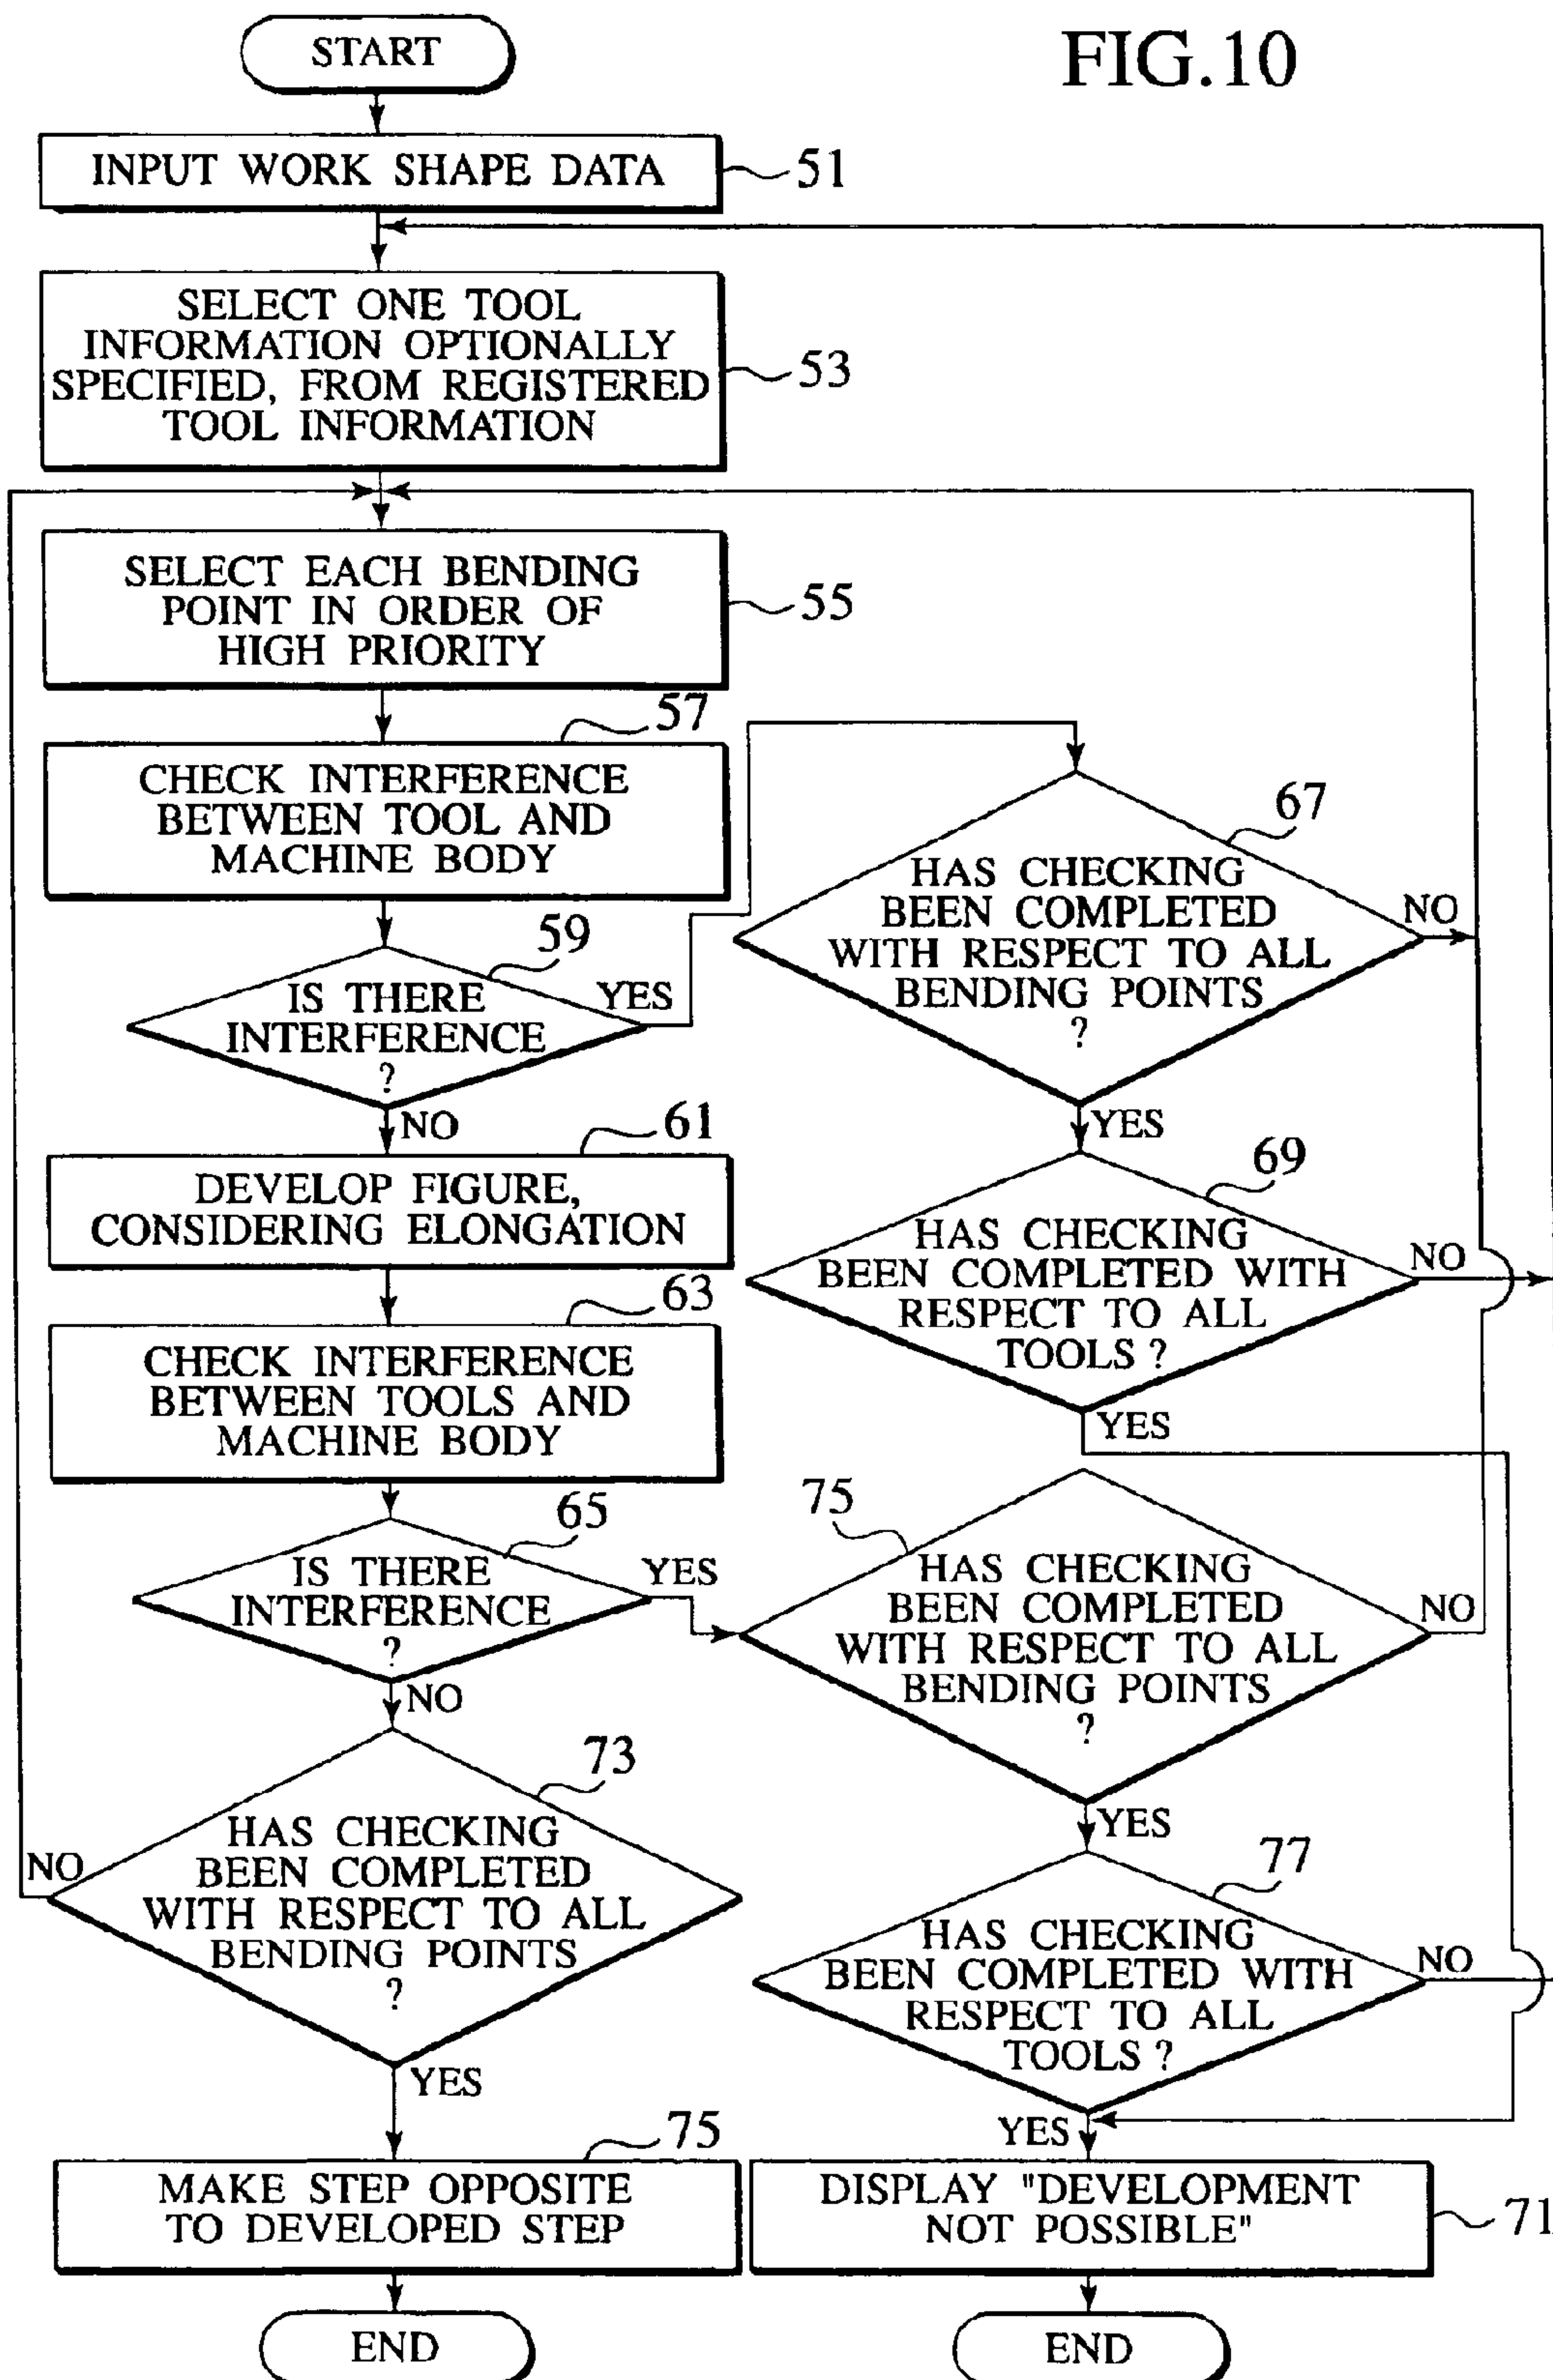 FIG.10
START
INPUT WORK SHAPE DATA
51
SELECT ONE TOOL
INFORMATION OPTIONALLY
SPECIFIED, FROM REGISTERED
TOOL INFORMATION
53
SELECT EACH BENDING
POINT IN ORDER OF
HIGH PRIORITY
55
57
CHECK INTERFERENCE
BETWEEN TOOL AND
MACHINE BODY
59
IS THERE
INTERFERENCE
?
YES
NO
61
DEVELOP FIGURE,
CONSIDERING ELONGATION
63
CHECK INTERFERENCE
BETWEEN TOOLS AND
MACHINE BODY
65
IS THERE
INTERFERENCE
?
YES
NO
73
HAS CHECKING
BEEN COMPLETED
WITH RESPECT TO ALL
BENDING POINTS
?
NO
YES
75
MAKE STEP OPPOSITE
TO DEVELOPED STEP
END
67
HAS CHECKING
BEEN COMPLETED
WITH RESPECT TO ALL
BENDING POINTS
?
NO
YES
69
HAS CHECKING
BEEN COMPLETED WITH
RESPECT TO ALL
TOOLS ?
NO
YES
75
HAS CHECKING
BEEN COMPLETED
WITH RESPECT TO ALL
BENDING POINTS
?
NO
YES
77
HAS CHECKING
BEEN COMPLETED WITH
RESPECT TO ALL
TOOLS ?
NO
YES
DISPLAY "DEVELOPMENT
NOT POSSIBLE"
71
END